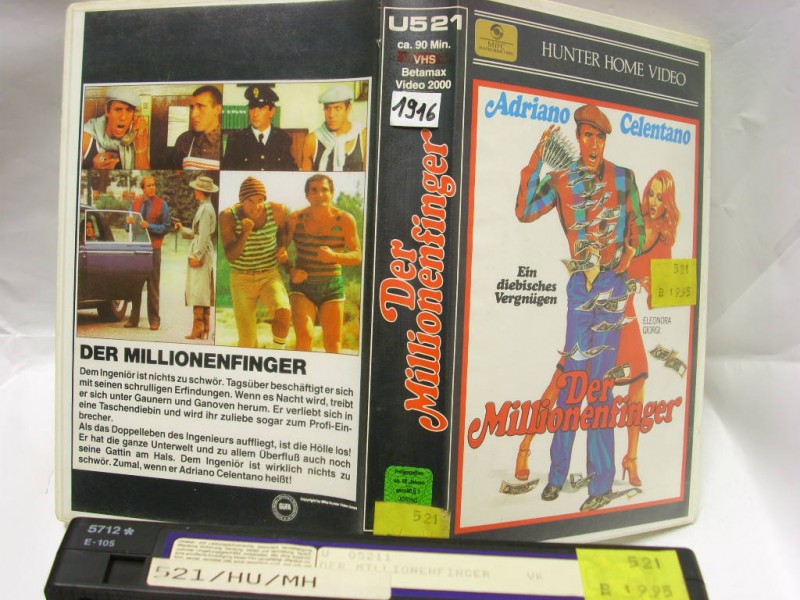 DER MILLIONENFINGER
Dem Ingeniör ist nichts zu schwör. Tagsüber beschäftigt er sich
mit seinen schrulligen Erfindungen. Wenn es Nacht wird, treibt
er sich unter Gaunern und Ganoven herum. Er verliebt sich in
eine Taschendiebin und wird ihr zuliebe sogar zum Profi-Ein-
brecher.
Als das Doppelleben des Ingenieurs auffliegt, ist die Hölle los!
Er hat die ganze Unterwelt und zu allem Überfluß auch noch
seine Gattin am Hals. Dem Ingeniör ist wirklich nichts zu
schwör. Zumal, wenn er Adriano Celentano heißt!
GUFA
U521
ca. 90 Min.
VHS
Betamax
Video 2000
1916
Der
Millionenfinger
521
MHC
HUNTER HOME VIDEO
Adriano Celentano
Ein
diebisches
Vergnügen
521
19.95
ELEONORA
GIORGI
Der
Millionenfinger
5712*
E-105
U 05211
DER MILLIONENFINGER VK
521/HU/MH
521
19.95